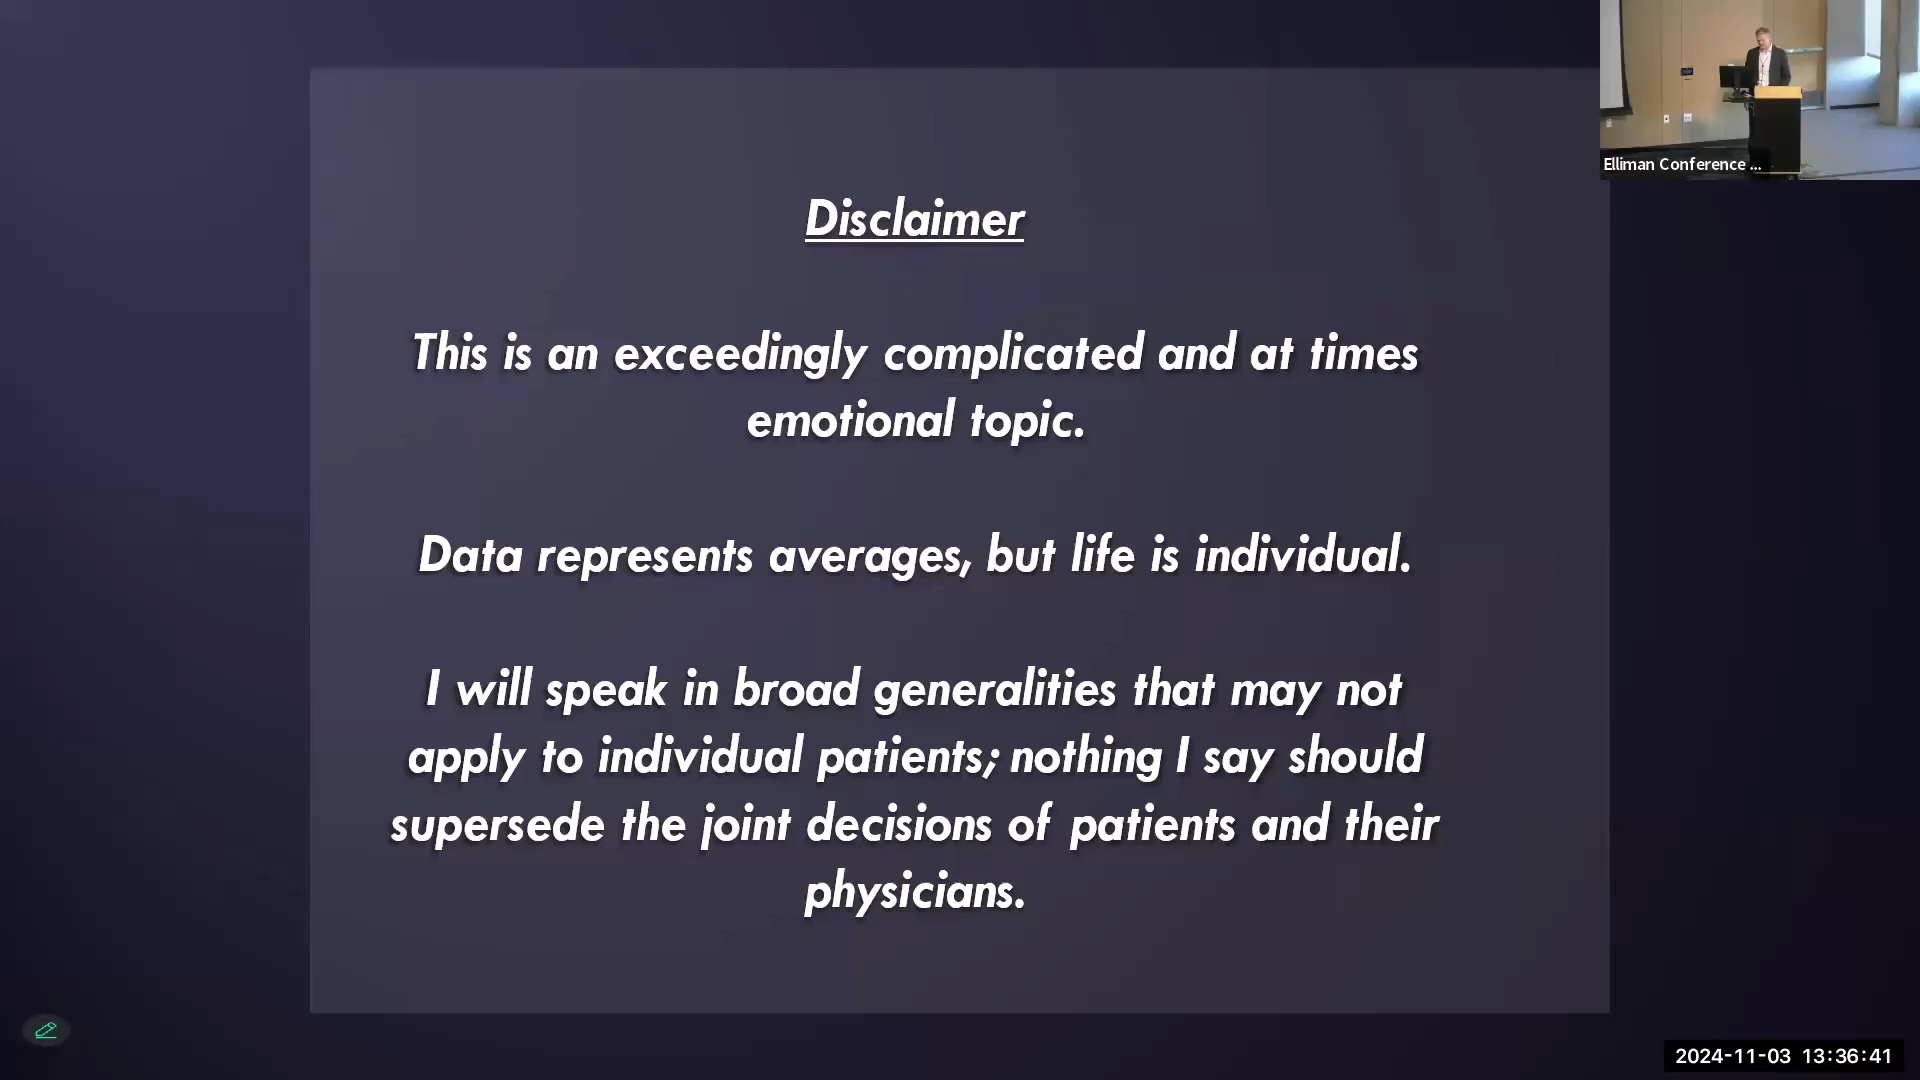 Disclaimer
This is an exceedingly complicated and at times
emotional topic.
Data represents averages, but life is individual.
I will speak in broad generalities that may not
apply to individual patients; nothing I say should
supersede the joint decisions of patients and their
physicians.
Elliman Conference ...
2024-11-03 13:36:41